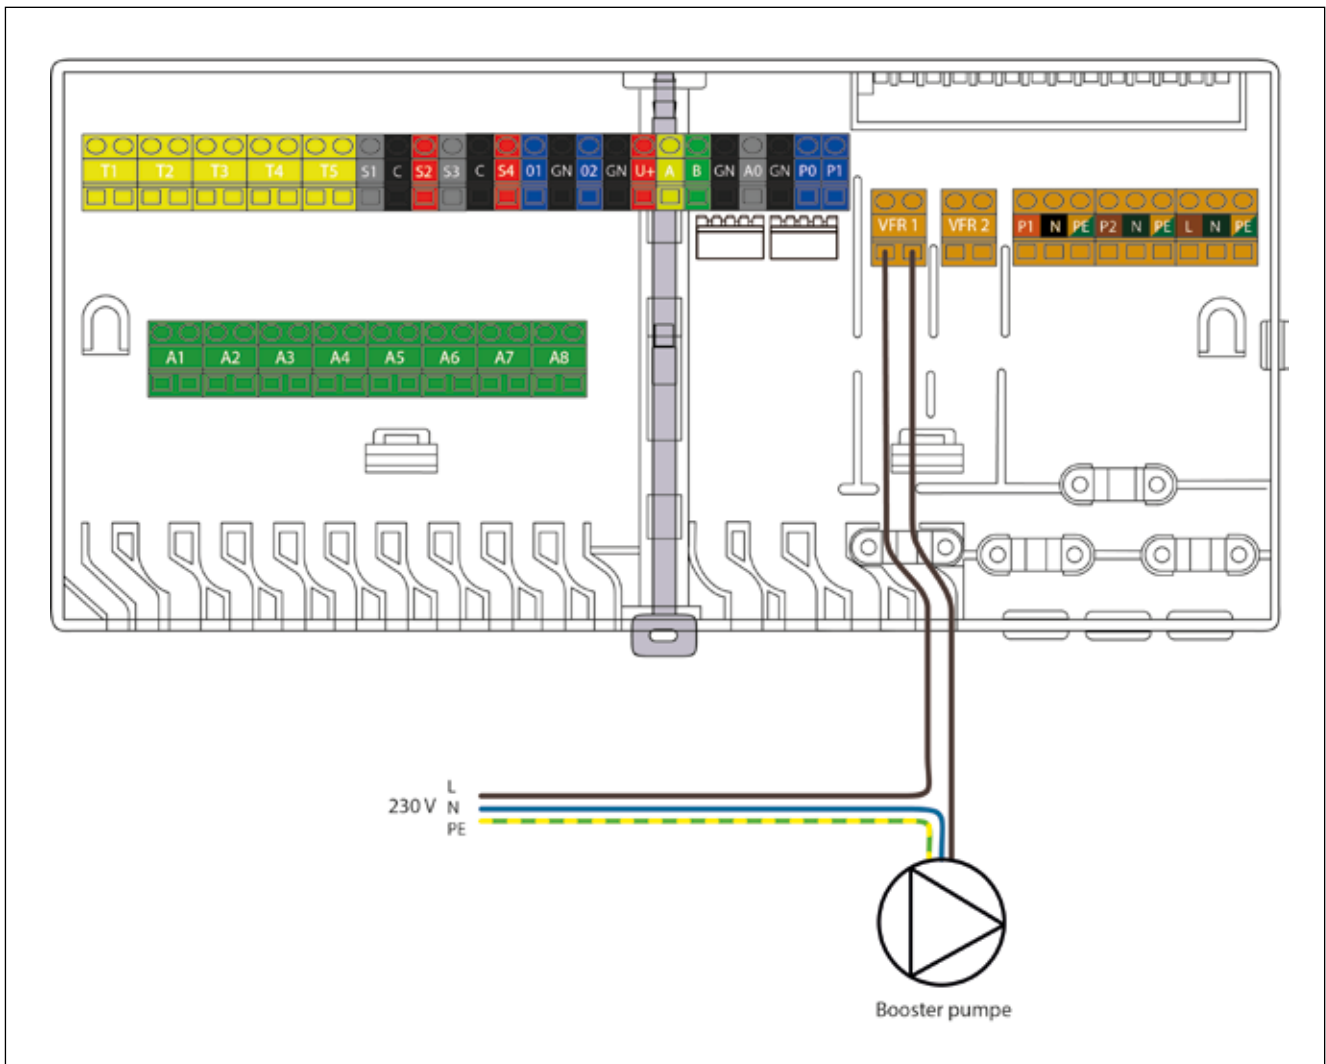 T1 T2 T3 T4 T5 S1 C S2 S3 C S4 01 GN 02 GN U+ A B GN A0 GN P0 P1
VFR 1 VFR 2 P1 N PE P2 N PE L N PE
A1 A2 A3 A4 A5 A6 A7 A8
L
230 V N
PE
Booster pumpe